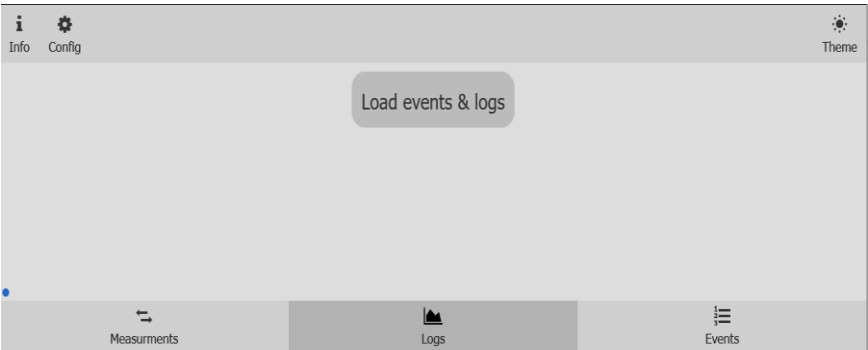 Info Config Theme
Load events & logs
Measurments Logs Events